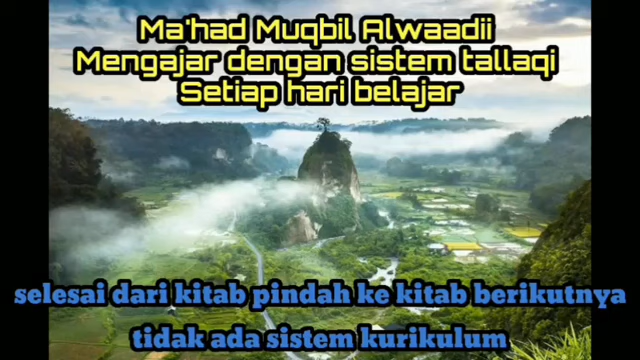 Ma'had Muqbil Alwaadii
Mengajar dengan sistem tallaqi
Setiap hari belajar
selesai dari kitab pindah ke kitab berikutnya
tidak ada sistem kurikulum